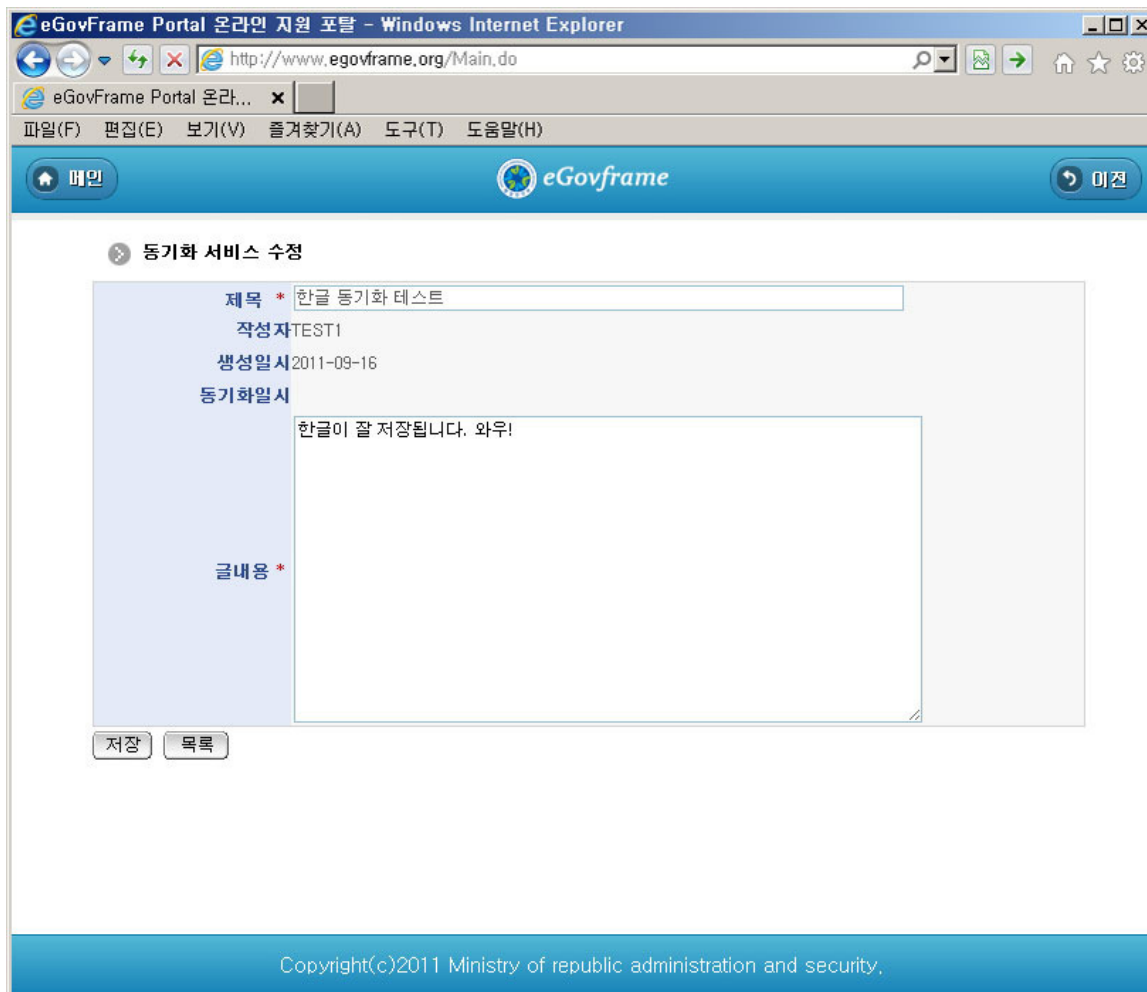 eGovFrame Portal 온라인 지원 포탈 - Windows Internet Explorer
http://www.egovframe.org/Main.do
eGovFrame Portal 온라...
파일(F) 편집(E) 보기(V) 즐겨찾기(A) 도구(T) 도움말(H)
메인 eGovframe 이전
동기화 서비스 수정
제목 * 한글 동기화 테스트
작성자 TEST1
생성일시 2011-09-16
동기화일시
한글이 잘 저장됩니다. 와우!
글내용 *
저장 목록
Copyright(c)2011 Ministry of republic administration and security.